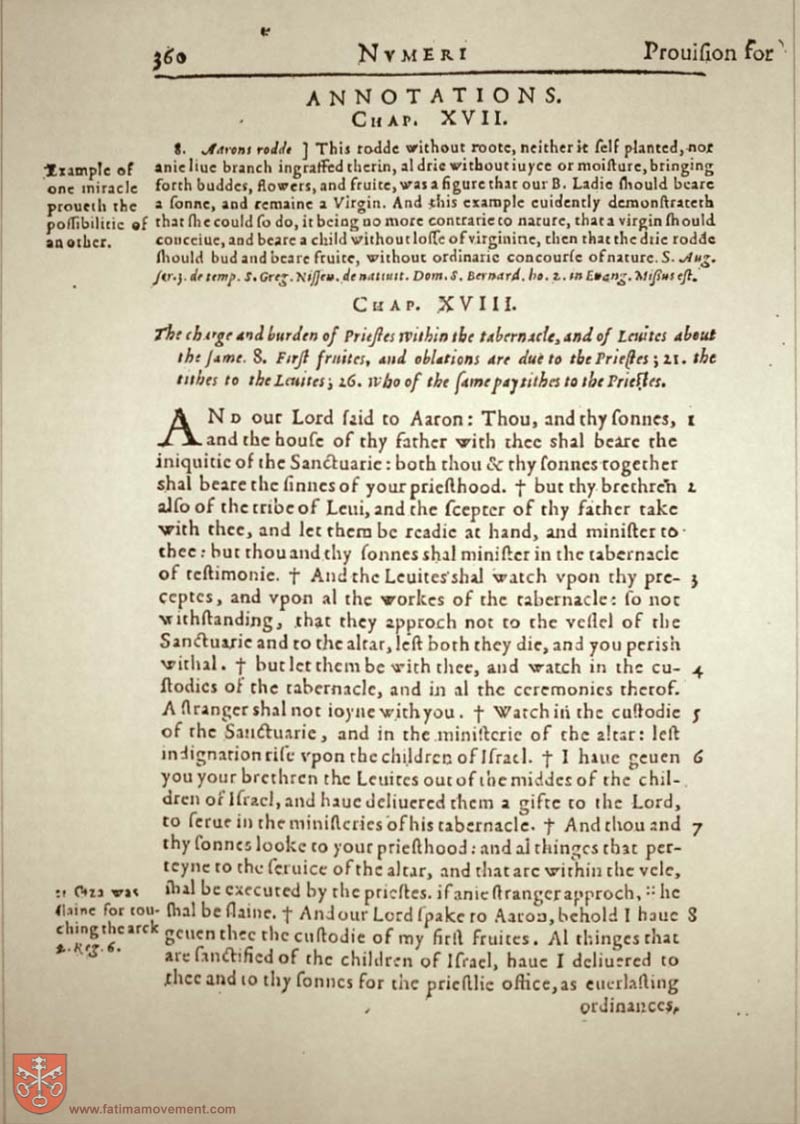 360 NVMERI Prouiſion for
ANNOTATIONS.
CHAP. XVII.
8. Aarons rodde ] This rodde without roote, neither it ſelf planted, nor
anie liue branch ingraffed therin, al drie without iuyce or moiſture, bringing
forth buddes, flowers, and fruite, was a figure that our B. Ladie ſhould beare
a ſonne, and remaine a Virgin. And this example euidently demonſtrateth
that ſhe could ſo do, it being no more contrarie to nature, that a virgin ſhould
conceiue, and beare a child without loſſe of virginine, then that the drie rodde
ſhould bud and beare fruite, without ordinarie concourſe of nature. S. Aug.
ſer.3. de temp. S. Greg. Niſſen. de natiuit. Dom. S. Bernard. ho. 2. in Euang. Miſſus eſt.
Example of
one miracle
proueth the
poſſibilitie of
another.
CHAP. XVIII.
The charge and burden of Prieſtes within the tabernacle, and of Leuites about
the ſame. 8. Firſt fruites, and oblations are due to the Prieſtes; 21. the
tithes to the Leuites; 26. who of the ſame pay tithes to the Prieſtes.
AND our Lord ſaid to Aaron: Thou, and thy ſonnes, 1
and the houſe of thy father with thee shal beare the
iniquitie of the Sanctuarie: both thou & thy ſonnes together
shal beare the ſinnes of your prieſthood. † but thy brethren 2
alſo of the tribe of Leui, and the ſcepter of thy father take
with thee, and let them be readie at hand, and miniſter to
thee: but thou and thy ſonnes shal miniſter in the tabernacle
of teſtimonie. † And the Leuites shal watch vpon thy pre- 3
ceptes, and vpon al the workes of the tabernacle: ſo not
withſtanding, that they approch not to the veſſel of the
Sanctuarie and to the altar, leſt both they die, and you perish
withal. † but let them be with thee, and watch in the cu- 4
ſtodies of the tabernacle, and in al the ceremonies therof.
A ſtranger shal not ioyne with you. † Watch in the cuſtodie 5
of the Sanctuarie, and in the miniſterie of the altar: leſt
indignation riſe vpon the children of Iſrael. † I haue geuen 6
you your brethren the Leuites out of the middes of the chil-
dren of Iſrael, and haue deliuered them a gifte to the Lord,
to ſerue in the miniſteries of his tabernacle. † And thou and 7
thy ſonnes looke to your prieſthood: and al thinges that per-
teyne to the ſeruice of the altar, and that are within the vele,
ſhal be executed by the prieſtes. if anie ſtranger approch, :: he
ſhal be ſlaine. † And our Lord ſpake to Aaron, behold I haue 8
geuen thee the cuſtodie of my firſt fruites. Al thinges that
are ſanctified of the children of Iſrael, haue I deliuered to
thee and to thy ſonnes for the prieſtlie office, as euerlaſting
ordinances,
:: Oza was
ſlaine for tou-
ching the arck
2. Reg. 6.
www.fatimamovement.com